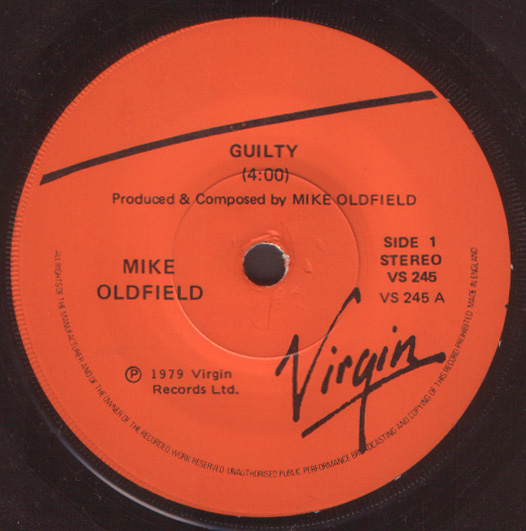 GUILTY
(4:00)
Produced & Composed by MIKE OLDFIELD
MIKE
OLDFIELD
SIDE 1
STEREO
VS 245
VS 245 A
Ⓟ 1979 Virgin
Records Ltd.
Virgin
ALL RIGHTS OF THE MANUFACTURER AND OF THE OWNER OF THE RECORDED WORK RESERVED UNAUTHORISED PUBLIC PERFORMANCE BROADCASTING AND COPYING OF THIS RECORD PROHIBITED MADE IN ENGLAND